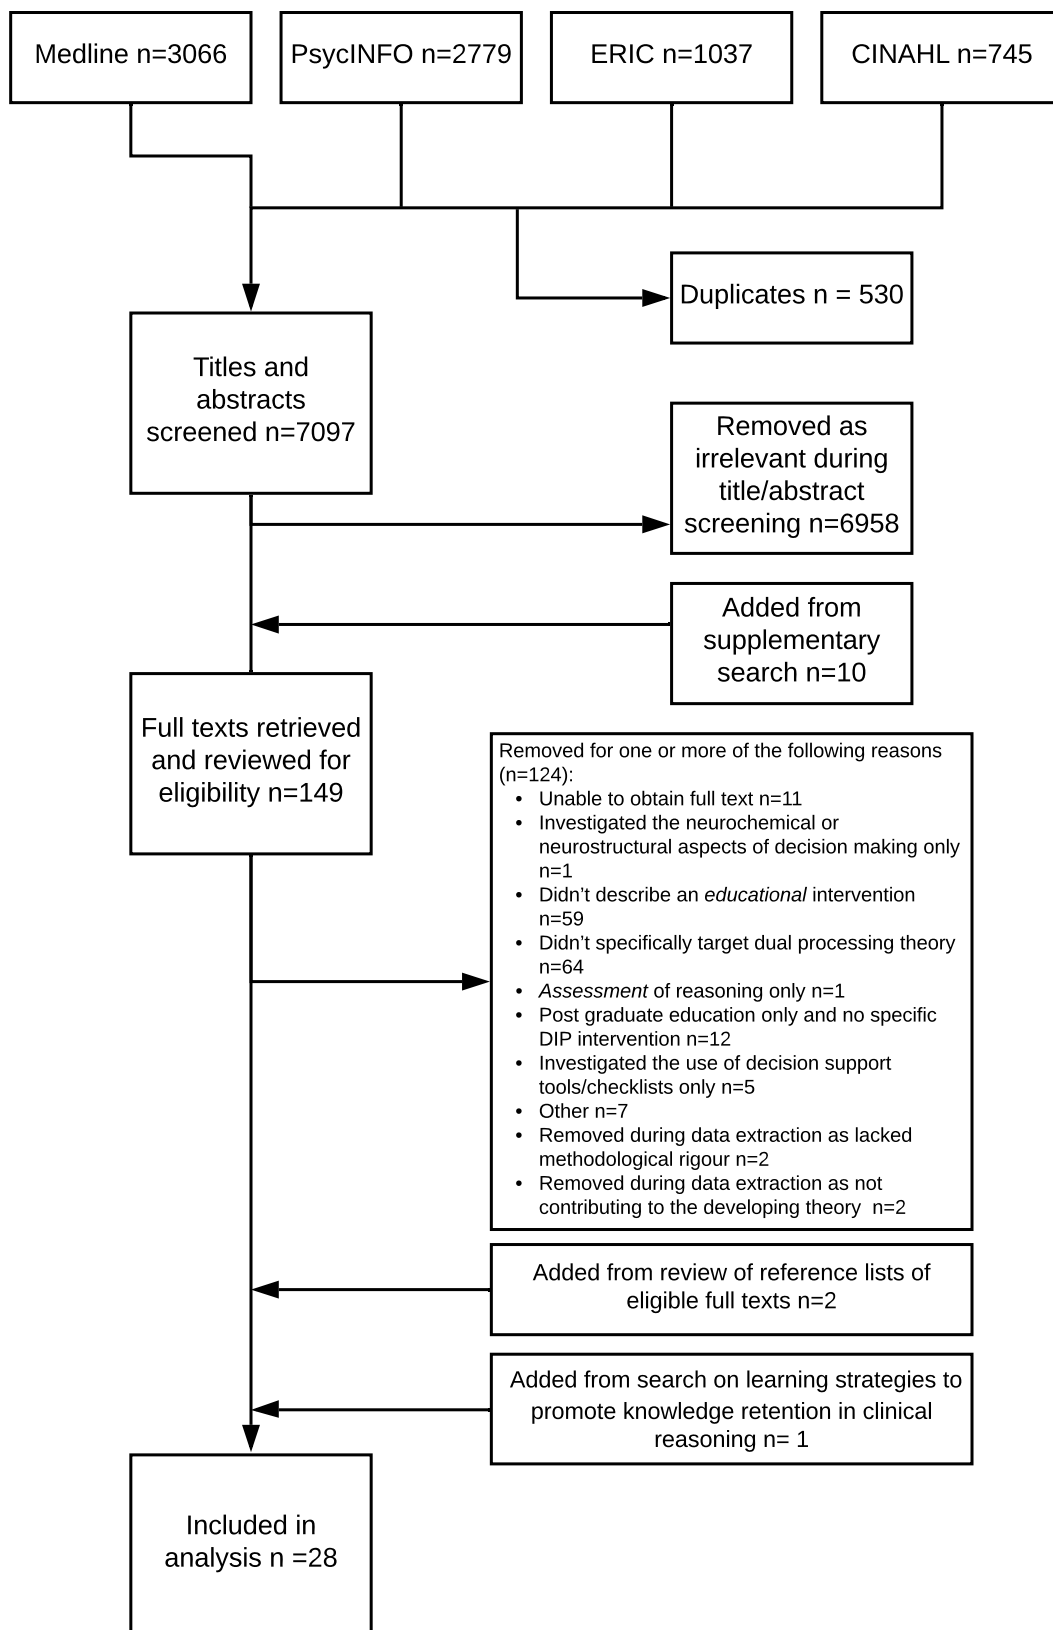 Medline n=3066
PsycINFO n=2779
ERIC n=1037
CINAHL n=745
Duplicates n = 530
Titles and
abstracts
screened n=7097
Removed as
irrelevant during
title/abstract
screening n=6958
Added from
supplementary
search n=10
Full texts retrieved
and reviewed for
eligibility n=149
Removed for one or more of the following reasons
(n=124):
• Unable to obtain full text n=11
• Investigated the neurochemical or
neurostructural aspects of decision making only
n=1
• Didn’t describe an educational intervention
n=59
• Didn’t specifically target dual processing theory
n=64
• Assessment of reasoning only n=1
• Post graduate education only and no specific
DIP intervention n=12
• Investigated the use of decision support
tools/checklists only n=5
• Other n=7
• Removed during data extraction as lacked
methodological rigour n=2
• Removed during data extraction as not
contributing to the developing theory  n=2
Added from review of reference lists of
eligible full texts n=2
Added from search on learning strategies to
promote knowledge retention in clinical
reasoning n= 1
Included in
analysis n =28